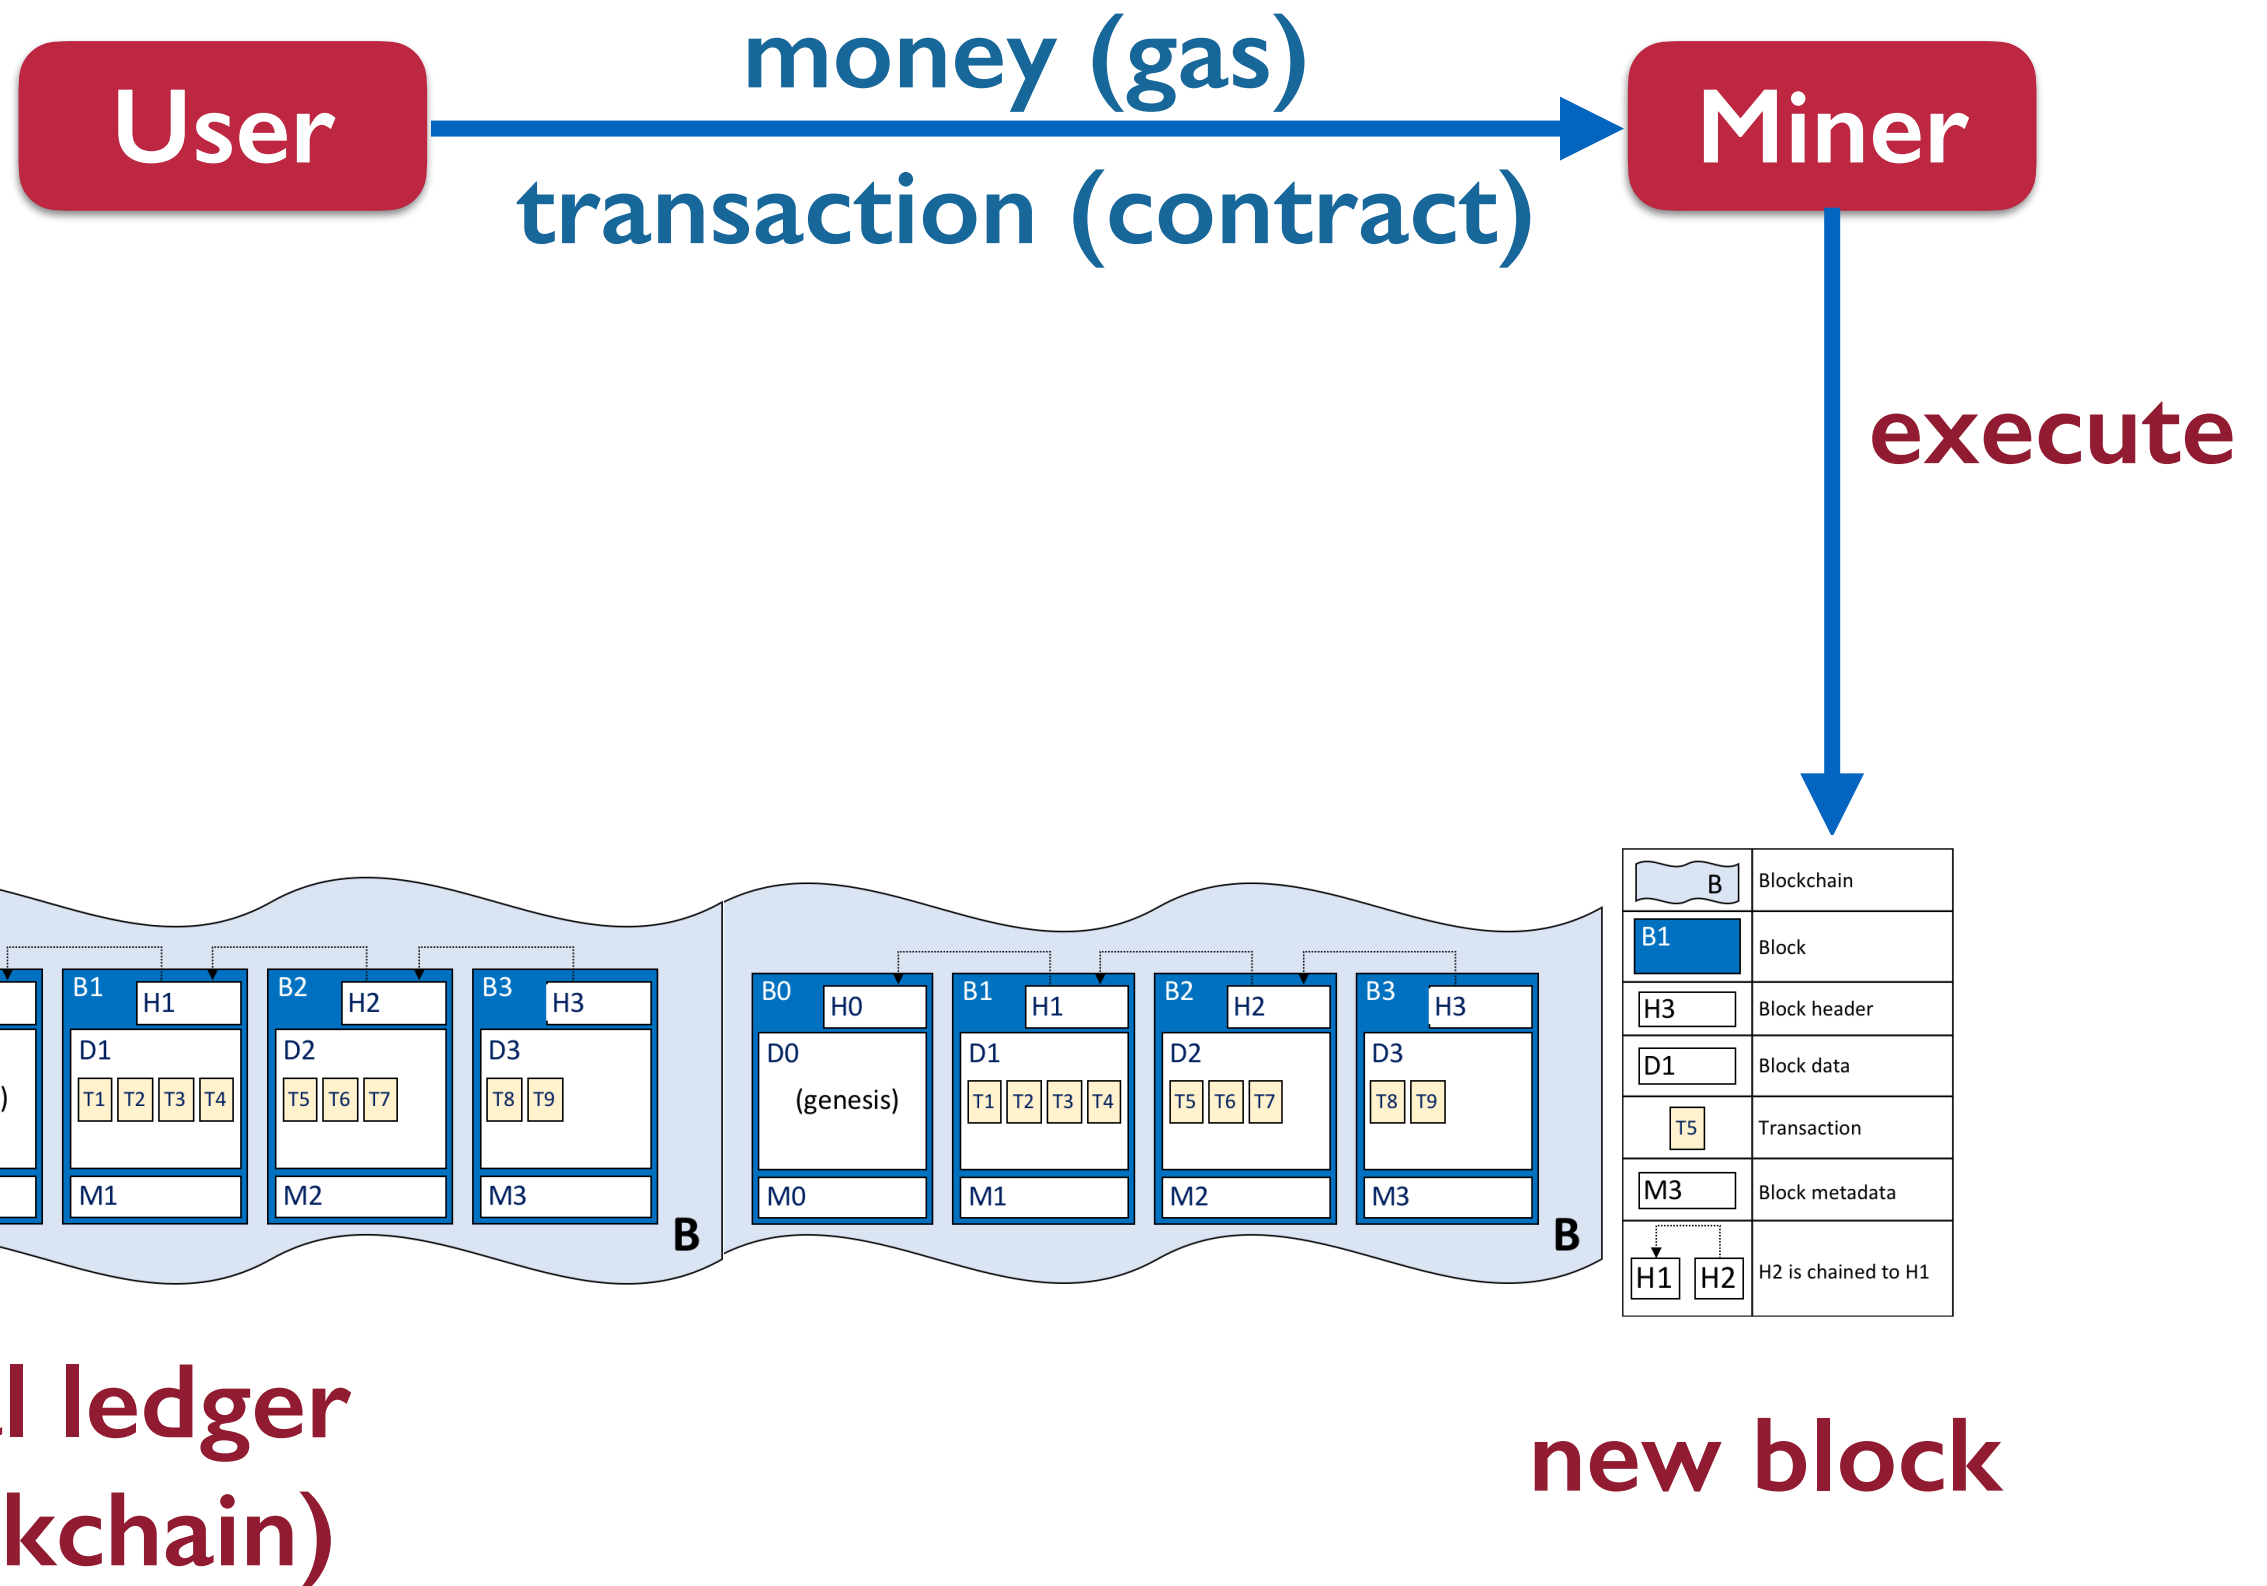 money (gas)
User
Miner
transaction (contract)
execute
B1 H1
D1
T1 T2 T3 T4
M1
B2 H2
D2
T5 T6 T7
M2
B3 H3
D3
T8 T9
M3
B
)
B0 H0
D0
(genesis)
M0
B1 H1
D1
T1 T2 T3 T4
M1
B2 H2
D2
T5 T6 T7
M2
B3 H3
D3
T8 T9
M3
B
B Blockchain
B1 Block
H3 Block header
D1 Block data
T5 Transaction
M3 Block metadata
H1 H2 H2 is chained to H1
l ledger
kchain)
new block